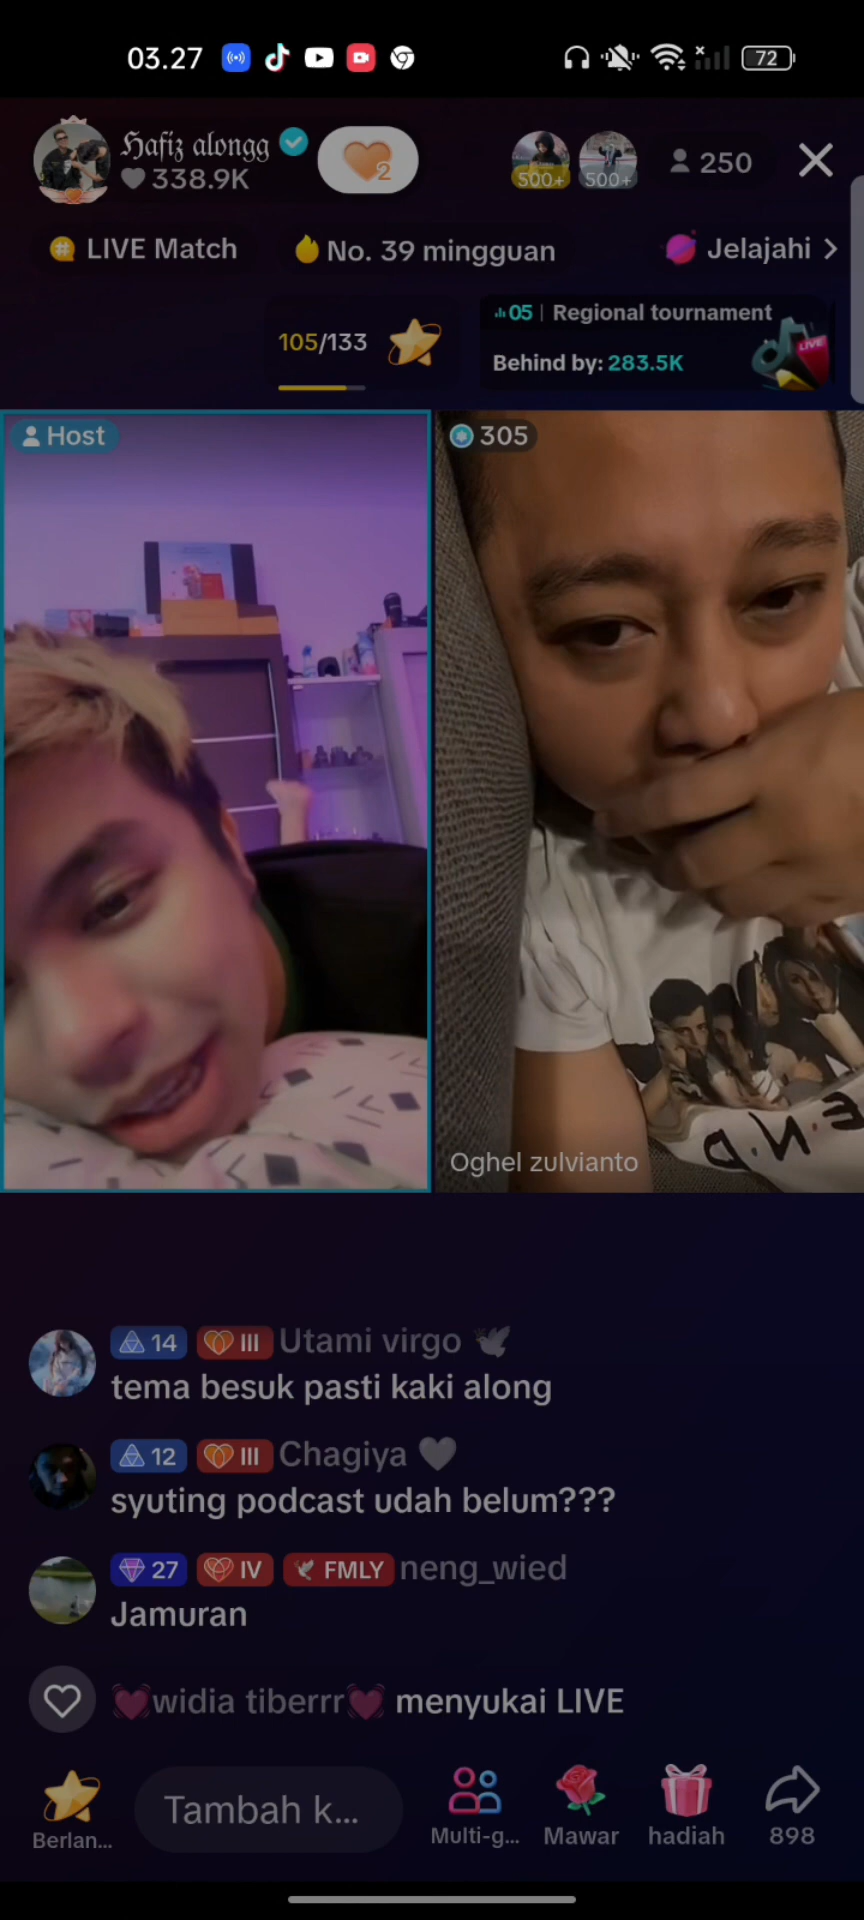 03.27
72
Hafiz alongg
338.9K
2
500+
500+
250
# LIVE Match
No. 39 mingguan
Jelajahi >
105/133
05 | Regional tournament
Behind by: 283.5K
LIVE
Host
305
E.N.D
Oghel zulvianto
14 III Utami virgo 🕊
tema besuk pasti kaki along
12 III Chagiya 🤍
syuting podcast udah belum???
27 IV FMLY neng_wied
Jamuran
💓widia tiberrr💓 menyukai LIVE
Berlan...
Tambah k...
Multi-g...
Mawar
hadiah
898